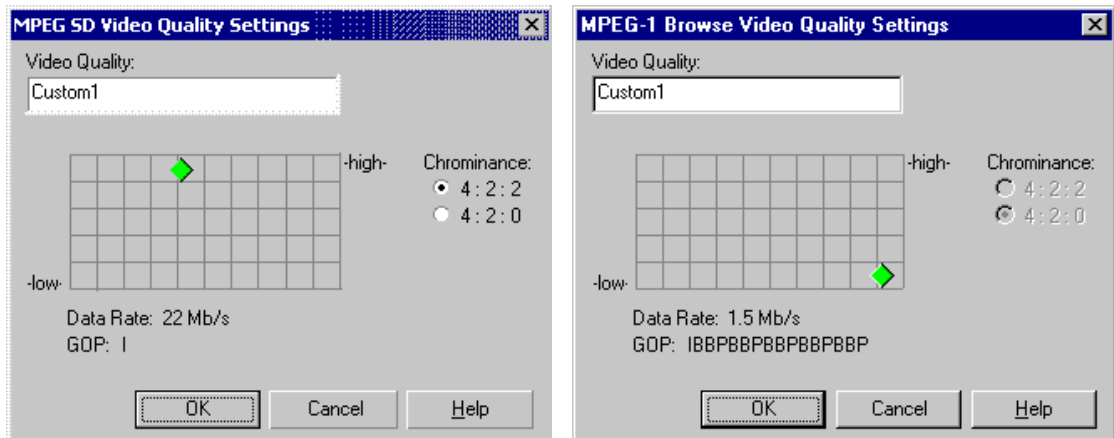 MPEG SD Video Quality Settings
Video Quality:
Custom1
-high-
-low-
Chrominance:
4 : 2 : 2
4 : 2 : 0
Data Rate: 22 Mb/s
GOP: I
OK
Cancel
Help
MPEG-1 Browse Video Quality Settings
Video Quality:
Custom1
-high-
-low-
Chrominance:
4 : 2 : 2
4 : 2 : 0
Data Rate: 1.5 Mb/s
GOP: IBBPBBPBBPBBPBBP
OK
Cancel
Help